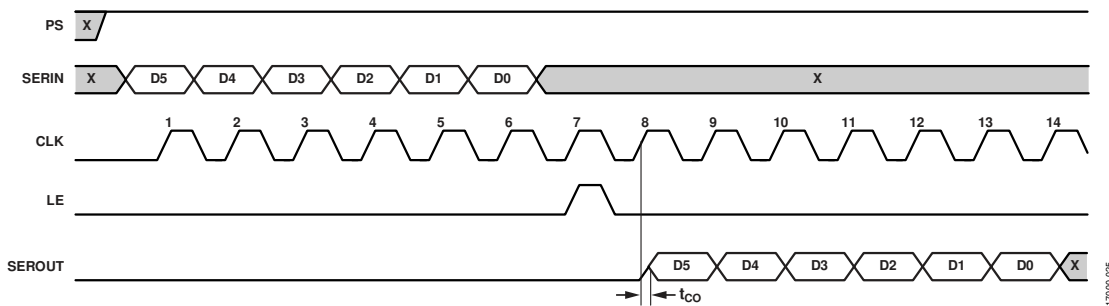 PS X
SERIN X D5 D4 D3 D2 D1 D0 X
1 2 3 4 5 6 7 8 9 10 11 12 13 14
CLK
LE
SEROUT D5 D4 D3 D2 D1 D0 X
tCO